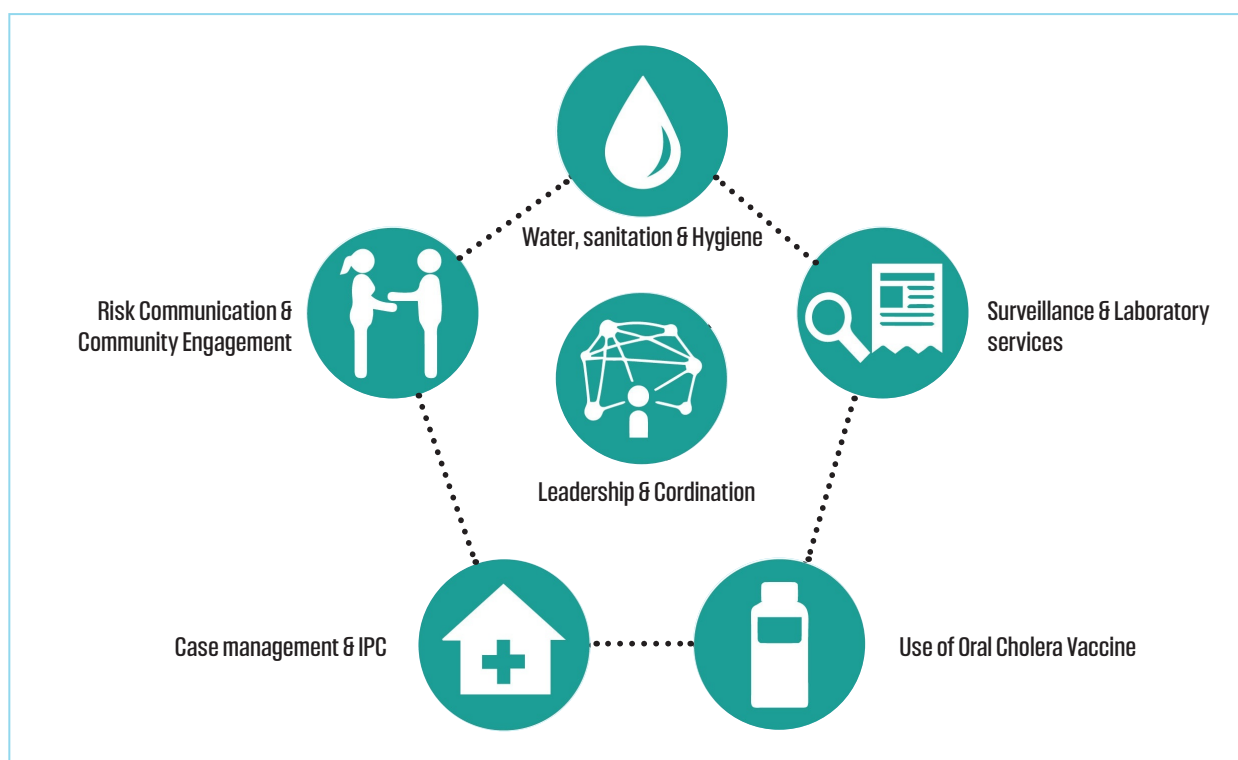 Water, sanitation & Hygiene
Risk Communication &
Community Engagement
Surveillance & Laboratory
services
Leadership & Cordination
Case management & IPC
Use of Oral Cholera Vaccine